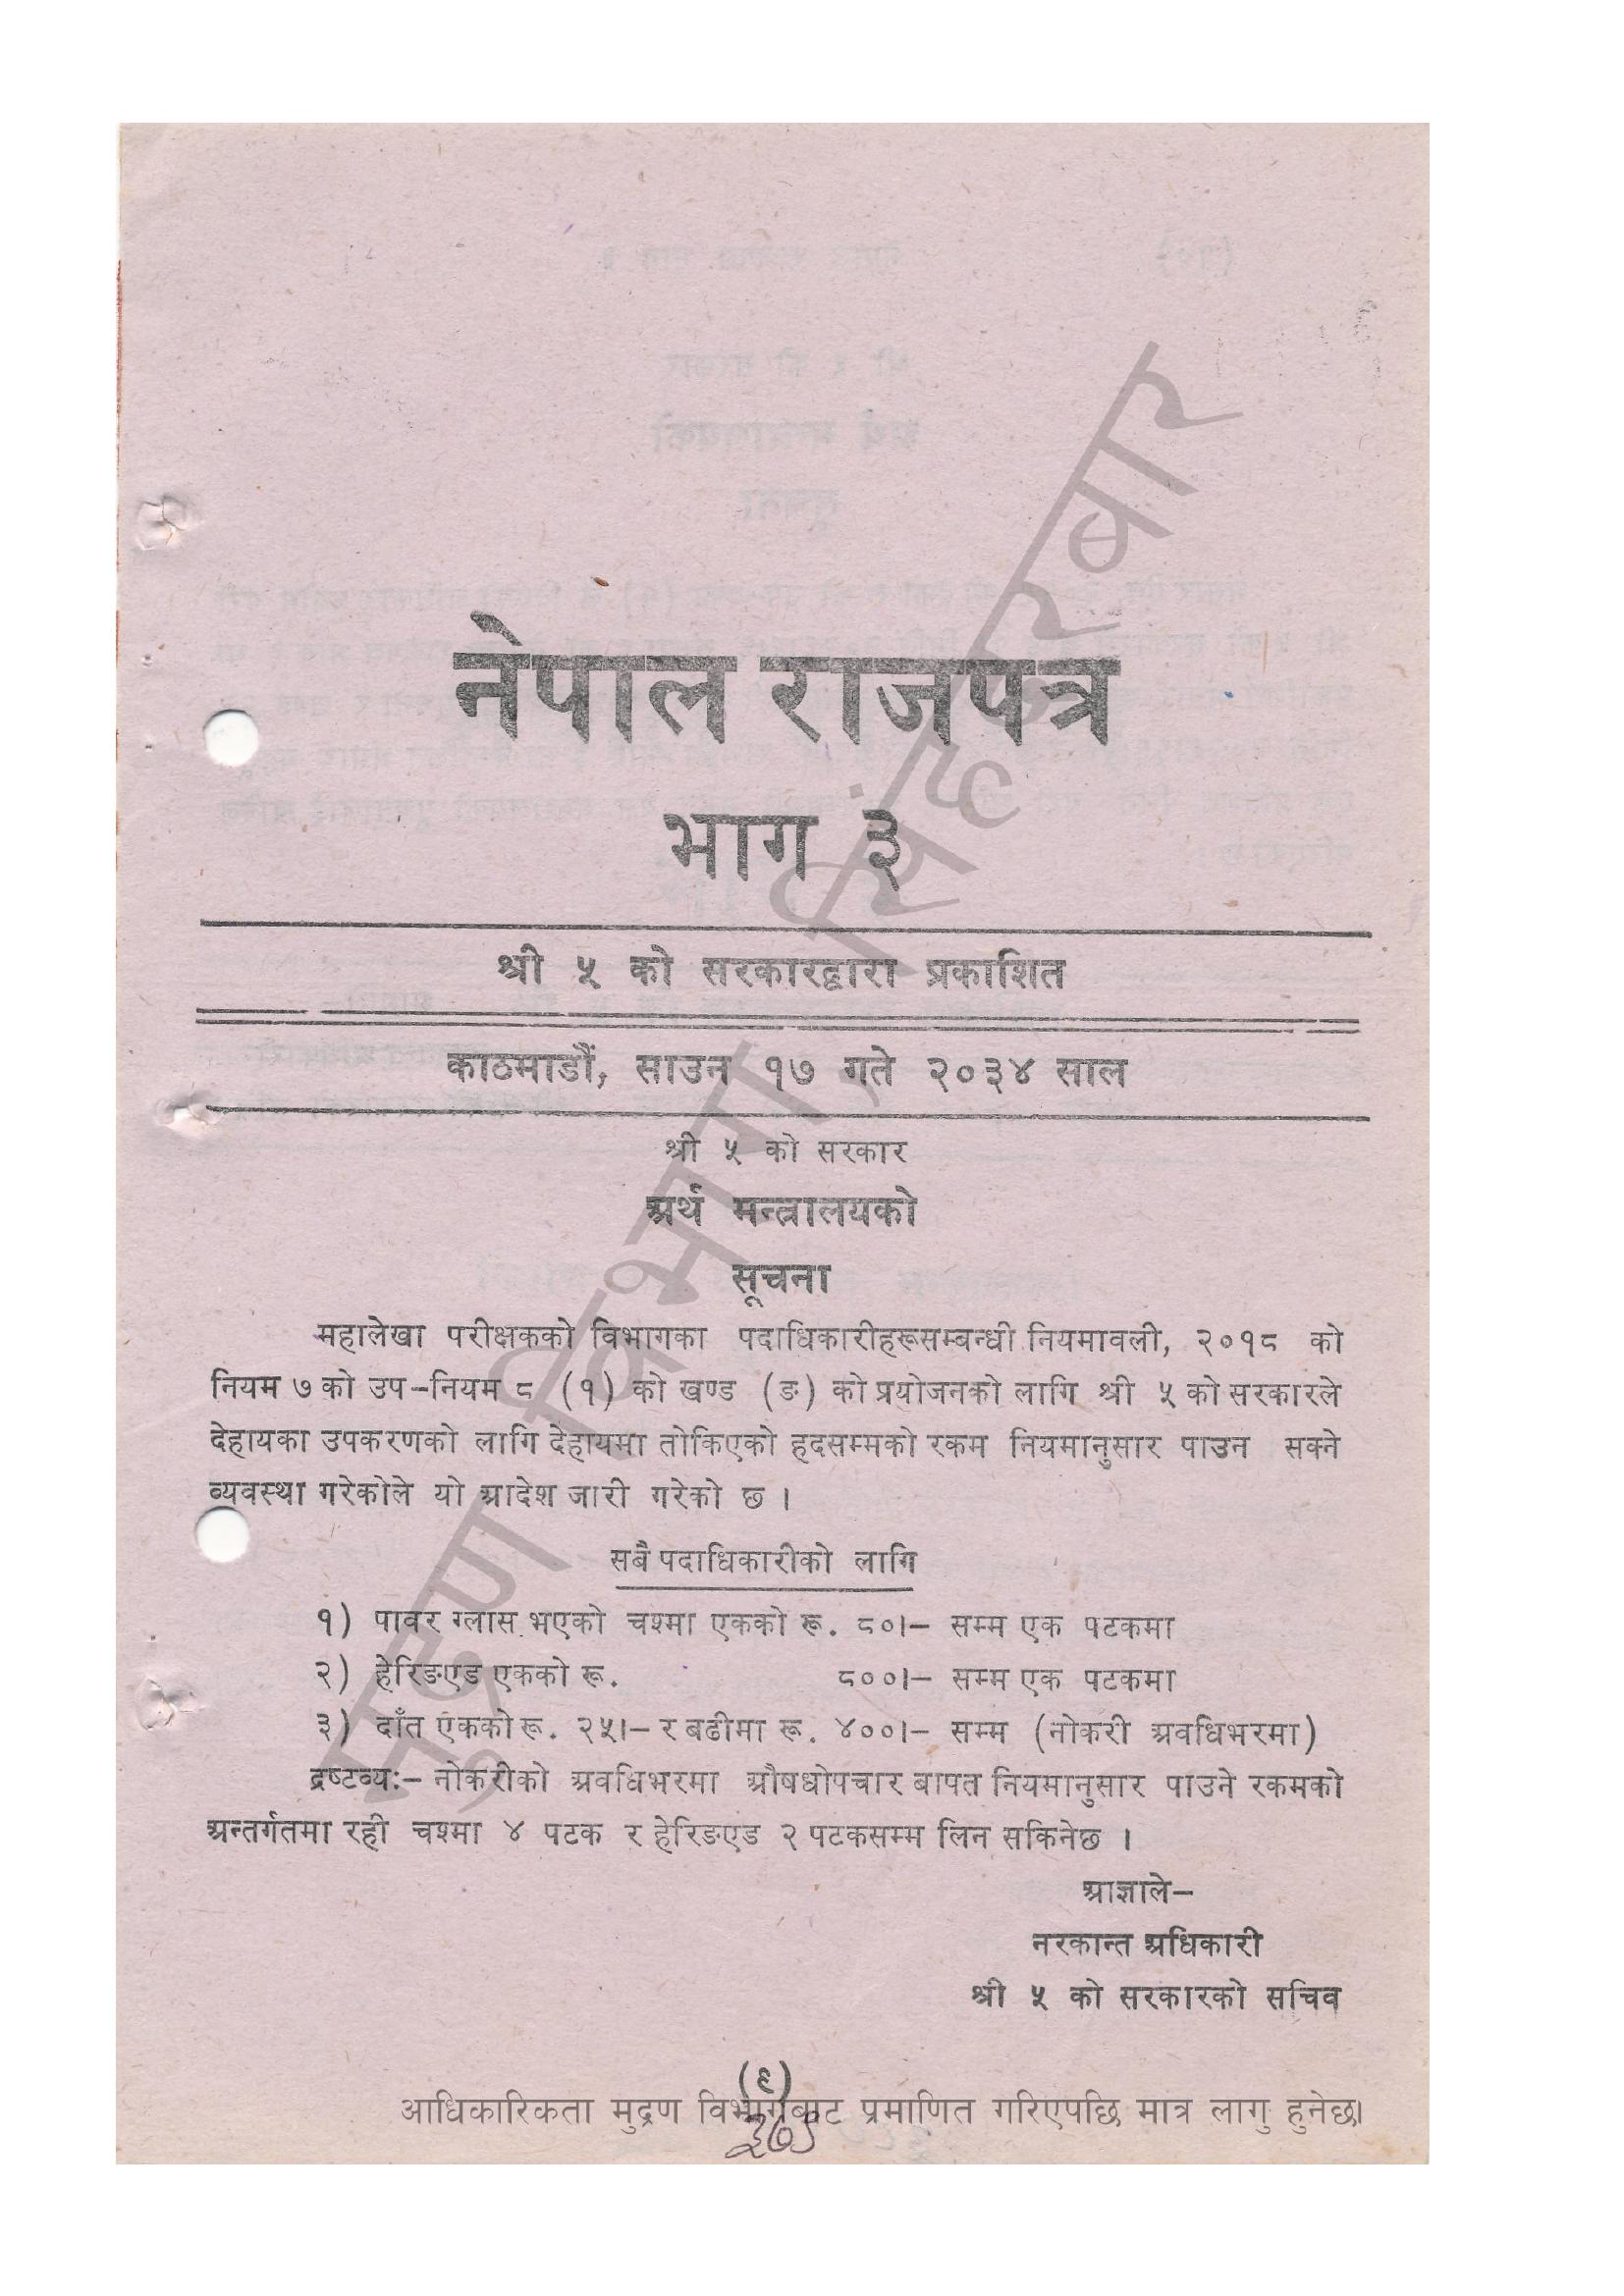 नेपाल राजपत्र
भाग ३
श्री ५ को सरकारद्वारा प्रकाशित
काठमाडौं, साउन १७ गते २०३४ साल
श्री ५ को सरकार
अर्थ मन्त्रालयको
सूचना
महालेखा परीक्षकको विभागका पदाधिकारीहरूसम्बन्धी नियमावली, २०१८ को
नियम ७ को उप-नियम ८ (१) को खण्ड (ङ) को प्रयोजनको लागि श्री ५ को सरकारले
देहायका उपकरणको लागि देहायमा तोकिएको हदसम्मको रकम नियमानुसार पाउन सक्ने
व्यवस्था गरेकोले यो आदेश जारी गरेको छ ।
सबै पदाधिकारीको लागि
१) पावर ग्लास भएको चश्मा एकको रू. ८०।- सम्म एक पटकमा
२) हेरिङएड एकको रू. ८००।- सम्म एक पटकमा
३) दाँत एकको रू. २५।- र बढीमा रू. ४००।- सम्म (नोकरी अवधिभरमा)
द्रष्टव्य:- नोकरीको अवधिभरमा औषधोपचार बापत नियमानुसार पाउने रकमको
अन्तर्गतमा रही चश्मा ४ पटक र हेरिङएड २ पटकसम्म लिन सकिनेछ ।
आज्ञाले-
नरकान्त अधिकारी
श्री ५ को सरकारको सचिव
(९)
आधिकारिकता मुद्रण विभागबाट प्रमाणित गरिएपछि मात्र लागु हुनेछ।
मुद्रण विभाग, सिंहदरबार